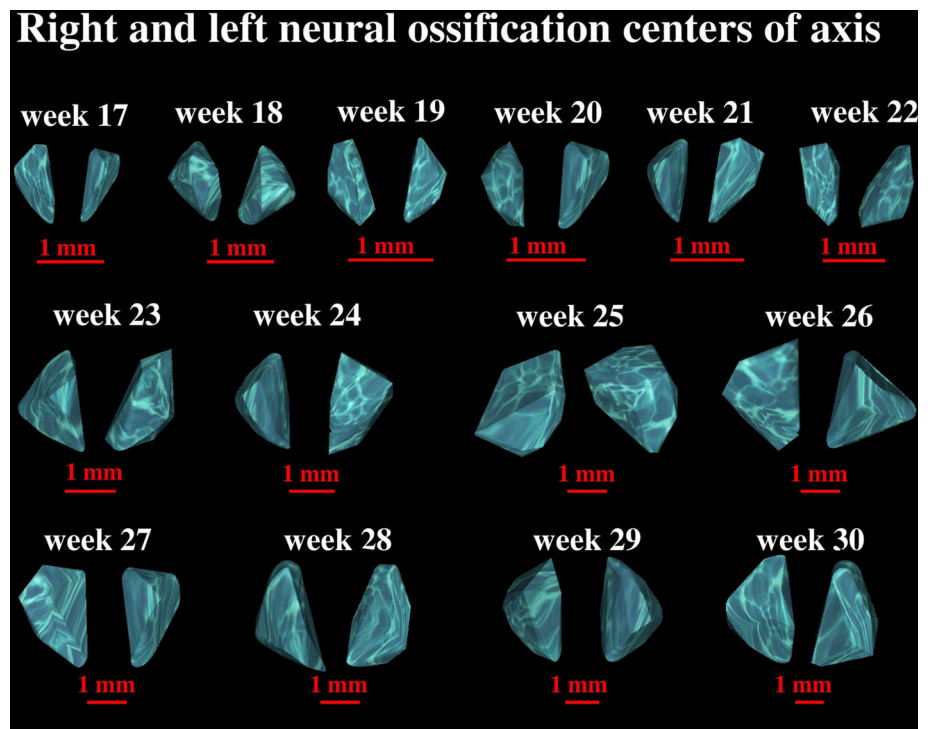 Right and left neural ossification centers of axis
week 17 week 18 week 19 week 20 week 21 week 22
1 mm 1 mm 1 mm 1 mm 1 mm 1 mm
week 23 week 24 week 25 week 26
1 mm 1 mm 1 mm 1 mm
week 27 week 28 week 29 week 30
1 mm 1 mm 1 mm 1 mm